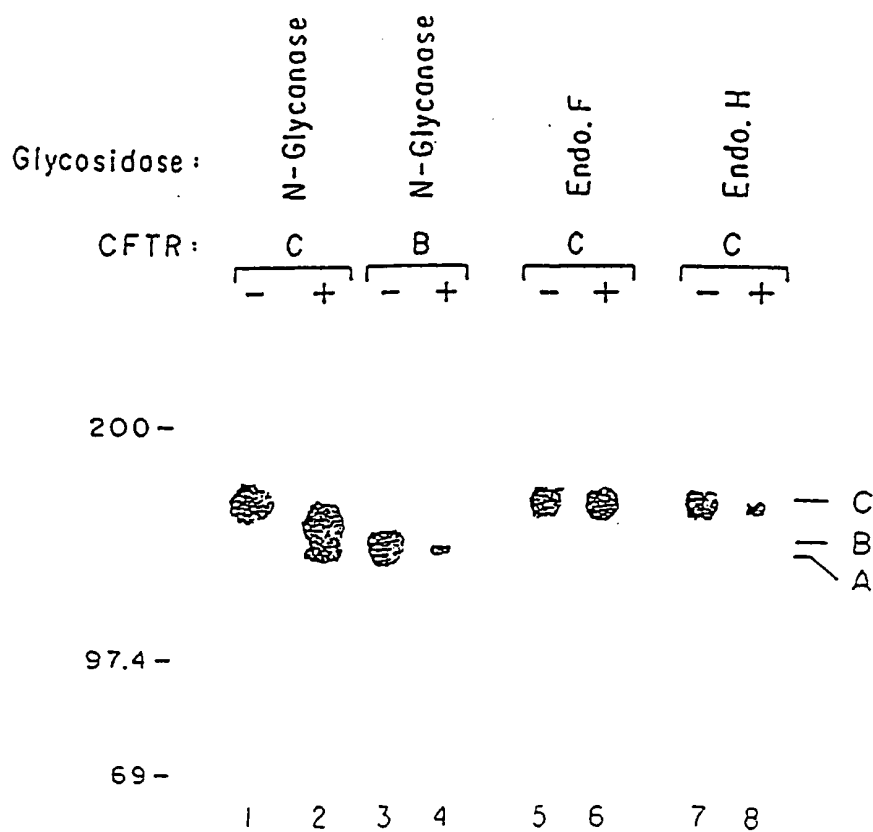 Glycosidase: N-Glycanase N-Glycanase Endo. F Endo. H
CFTR: C B C C
- + - + - + - +
200-
C
B
A
97.4-
69-
1 2 3 4 5 6 7 8